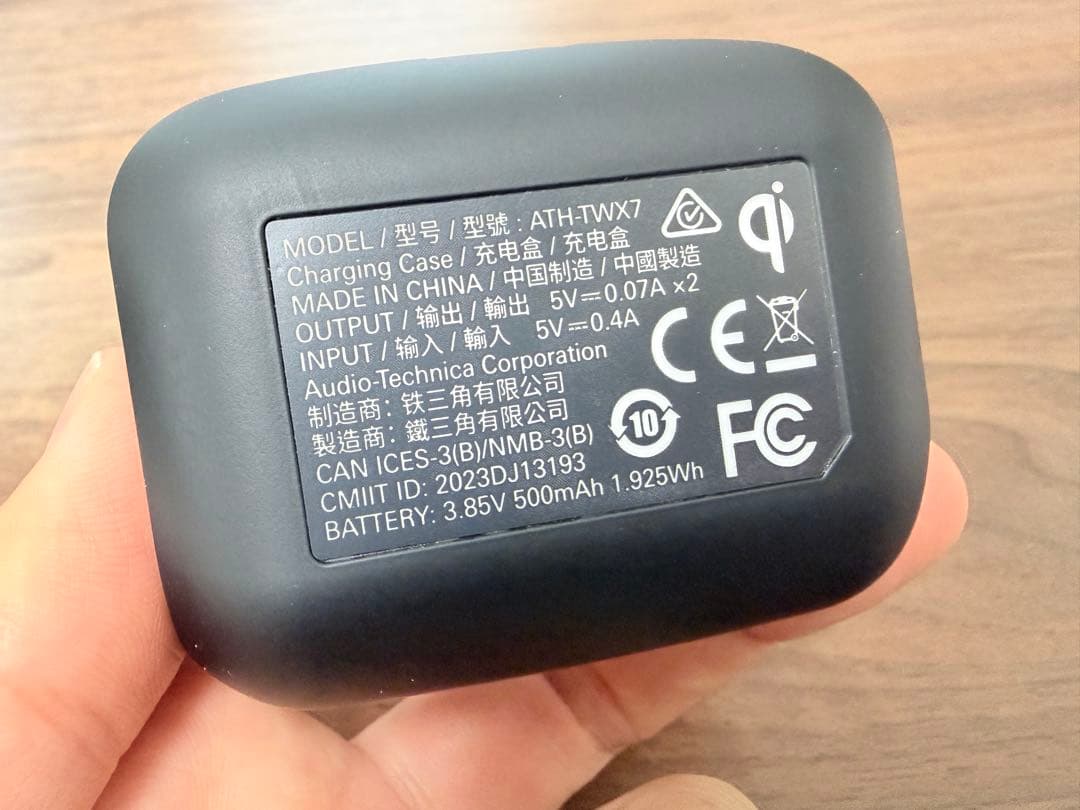 MODEL / 型号 / 型號 : ATH-TWX7
Charging Case / 充电盒 / 充电盒
MADE IN CHINA / 中国制造 / 中國製造
OUTPUT / 输出 / 輸出 5V⎓0.07A ×2
INPUT / 输入 / 輸入 5V⎓0.4A
Audio-Technica Corporation
制造商: 铁三角有限公司
製造商: 鐵三角有限公司
CAN ICES-3(B)/NMB-3(B)
CMIIT ID: 2023DJ13193
BATTERY: 3.85V 500mAh 1.925Wh
qi
CE
10
FC